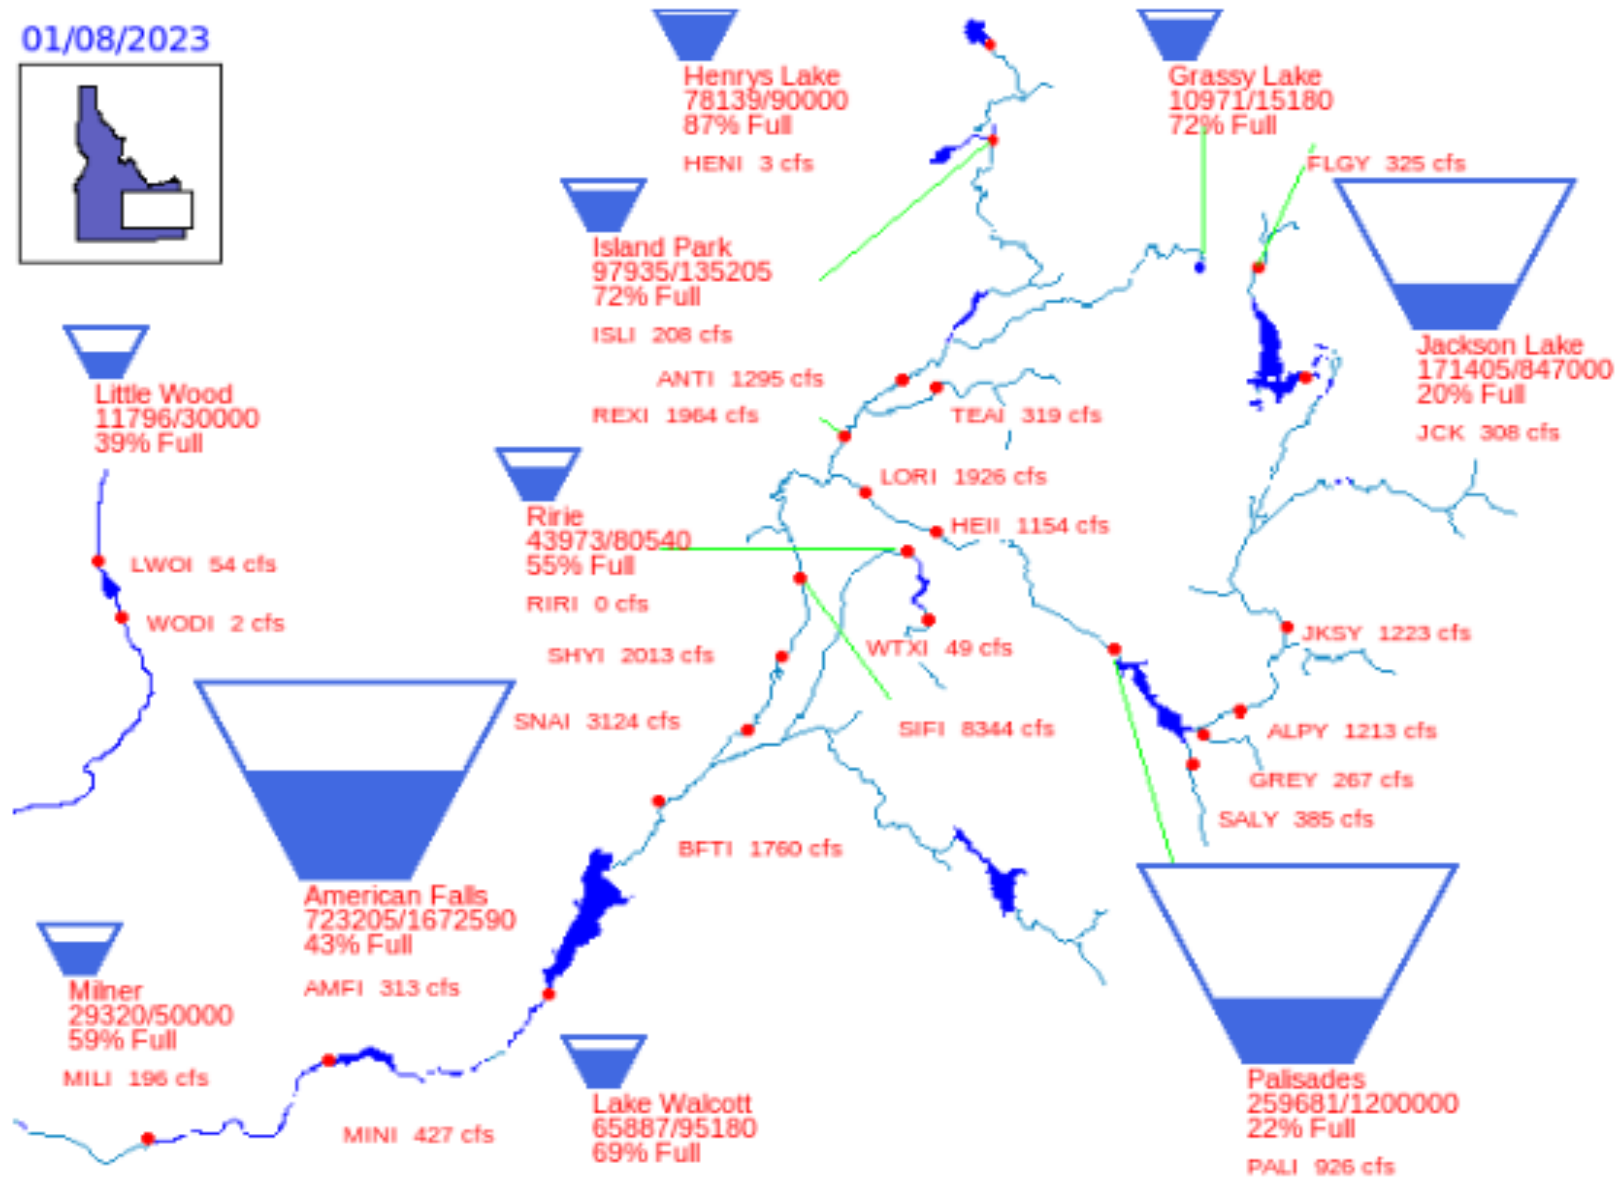 01/08/2023
Henrys Lake
78139/90000
87% Full
HENI 3 cfs
Grassy Lake
10971/15180
72% Full
FLGY 325 cfs
Island Park
97935/135205
72% Full
ISLI 208 cfs
Jackson Lake
171405/847000
20% Full
JCK 308 cfs
Little Wood
11796/30000
39% Full
ANTI 1295 cfs
REXI 1964 cfs
TEAI 319 cfs
LORI 1926 cfs
HEII 1154 cfs
Ririe
43973/80540
55% Full
RIRI 0 cfs
LWOI 54 cfs
WODI 2 cfs
SHYI 2013 cfs
WTXI 49 cfs
JKSY 1223 cfs
SNAI 3124 cfs
SIFI 8344 cfs
ALPY 1213 cfs
GREY 267 cfs
SALY 385 cfs
BFTI 1760 cfs
American Falls
723205/1672590
43% Full
AMFI 313 cfs
Milner
29320/50000
59% Full
MILI 196 cfs
MINI 427 cfs
Lake Walcott
65887/95180
69% Full
Palisades
259681/1200000
22% Full
PALI 926 cfs